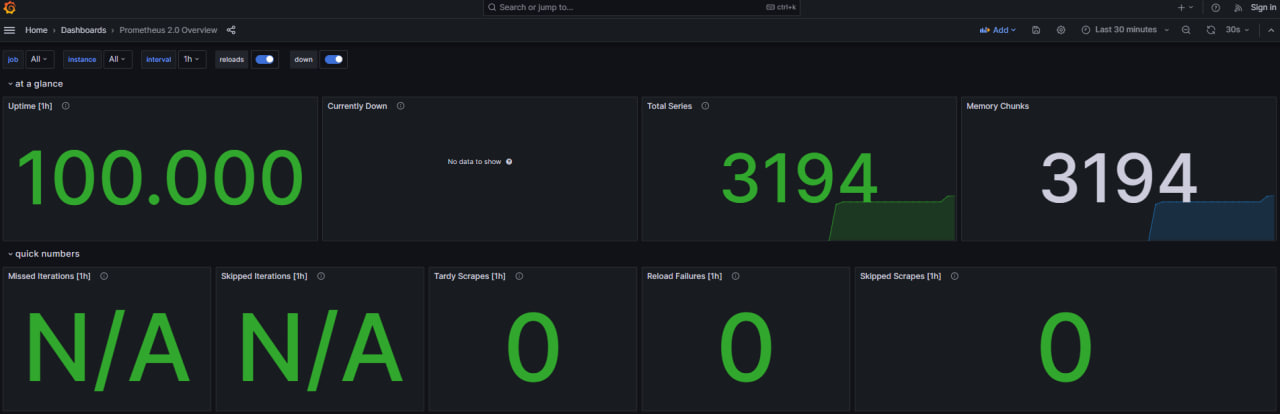 Search or jump to... ctrl+k Sign in
Home › Dashboards › Prometheus 2.0 Overview Add Last 30 minutes 30s
job All instance All interval 1h reloads down
at a glance
Uptime [1h] Currently Down Total Series Memory Chunks
100.000 No data to show 3194 3194
quick numbers
Missed Iterations [1h] Skipped Iterations [1h] Tardy Scrapes [1h] Reload Failures [1h] Skipped Scrapes [1h]
N/A N/A 0 0 0